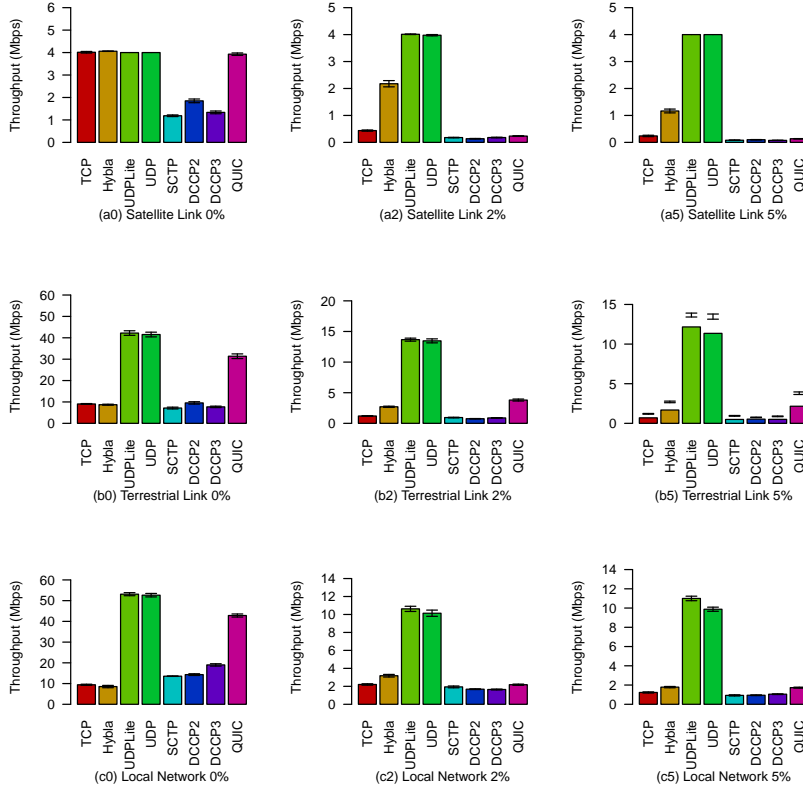 Throughput (Mbps)
6
5
4
3
2
1
0
TCP
Hybla
UDPLite
UDP
SCTP
DCCP2
DCCP3
QUIC
(a0) Satellite Link 0%
Throughput (Mbps)
5
4
3
2
1
0
TCP
Hybla
UDPLite
UDP
SCTP
DCCP2
DCCP3
QUIC
(a2) Satellite Link 2%
Throughput (Mbps)
5
4
3
2
1
0
TCP
Hybla
UDPLite
UDP
SCTP
DCCP2
DCCP3
QUIC
(a5) Satellite Link 5%
Throughput (Mbps)
60
50
40
30
20
10
0
TCP
Hybla
UDPLite
UDP
SCTP
DCCP2
DCCP3
QUIC
(b0) Terrestrial Link 0%
Throughput (Mbps)
20
15
10
5
0
TCP
Hybla
UDPLite
UDP
SCTP
DCCP2
DCCP3
QUIC
(b2) Terrestrial Link 2%
Throughput (Mbps)
15
10
5
0
TCP
Hybla
UDPLite
UDP
SCTP
DCCP2
DCCP3
QUIC
(b5) Terrestrial Link 5%
Throughput (Mbps)
60
50
40
30
20
10
0
TCP
Hybla
UDPLite
UDP
SCTP
DCCP2
DCCP3
QUIC
(c0) Local Network 0%
Throughput (Mbps)
14
12
10
8
6
4
2
0
TCP
Hybla
UDPLite
UDP
SCTP
DCCP2
DCCP3
QUIC
(c2) Local Network 2%
Throughput (Mbps)
14
12
10
8
6
4
2
0
TCP
Hybla
UDPLite
UDP
SCTP
DCCP2
DCCP3
QUIC
(c5) Local Network 5%